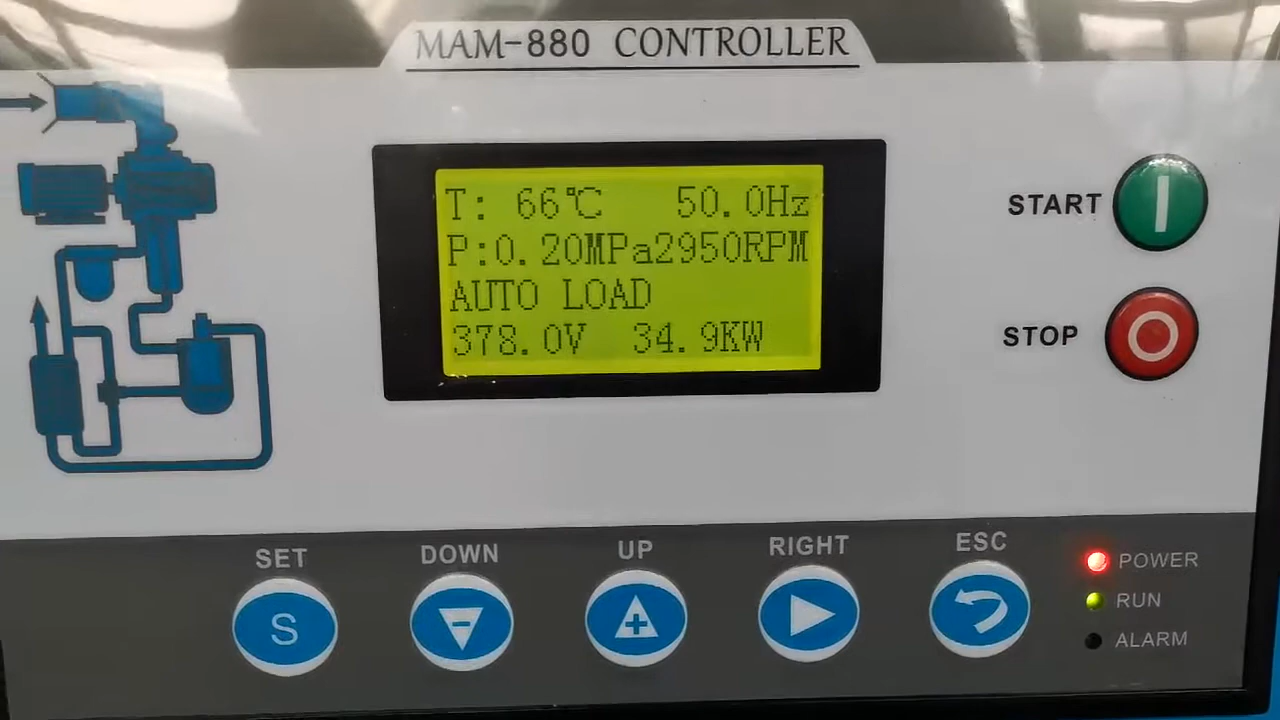 MAM-880 CONTROLLER
T: 66℃ 50.0Hz
P:0.20MPa2950RPM
AUTO LOAD
378.0V 34.9KW
START
STOP
SET DOWN UP RIGHT ESC
S
POWER
RUN
ALARM